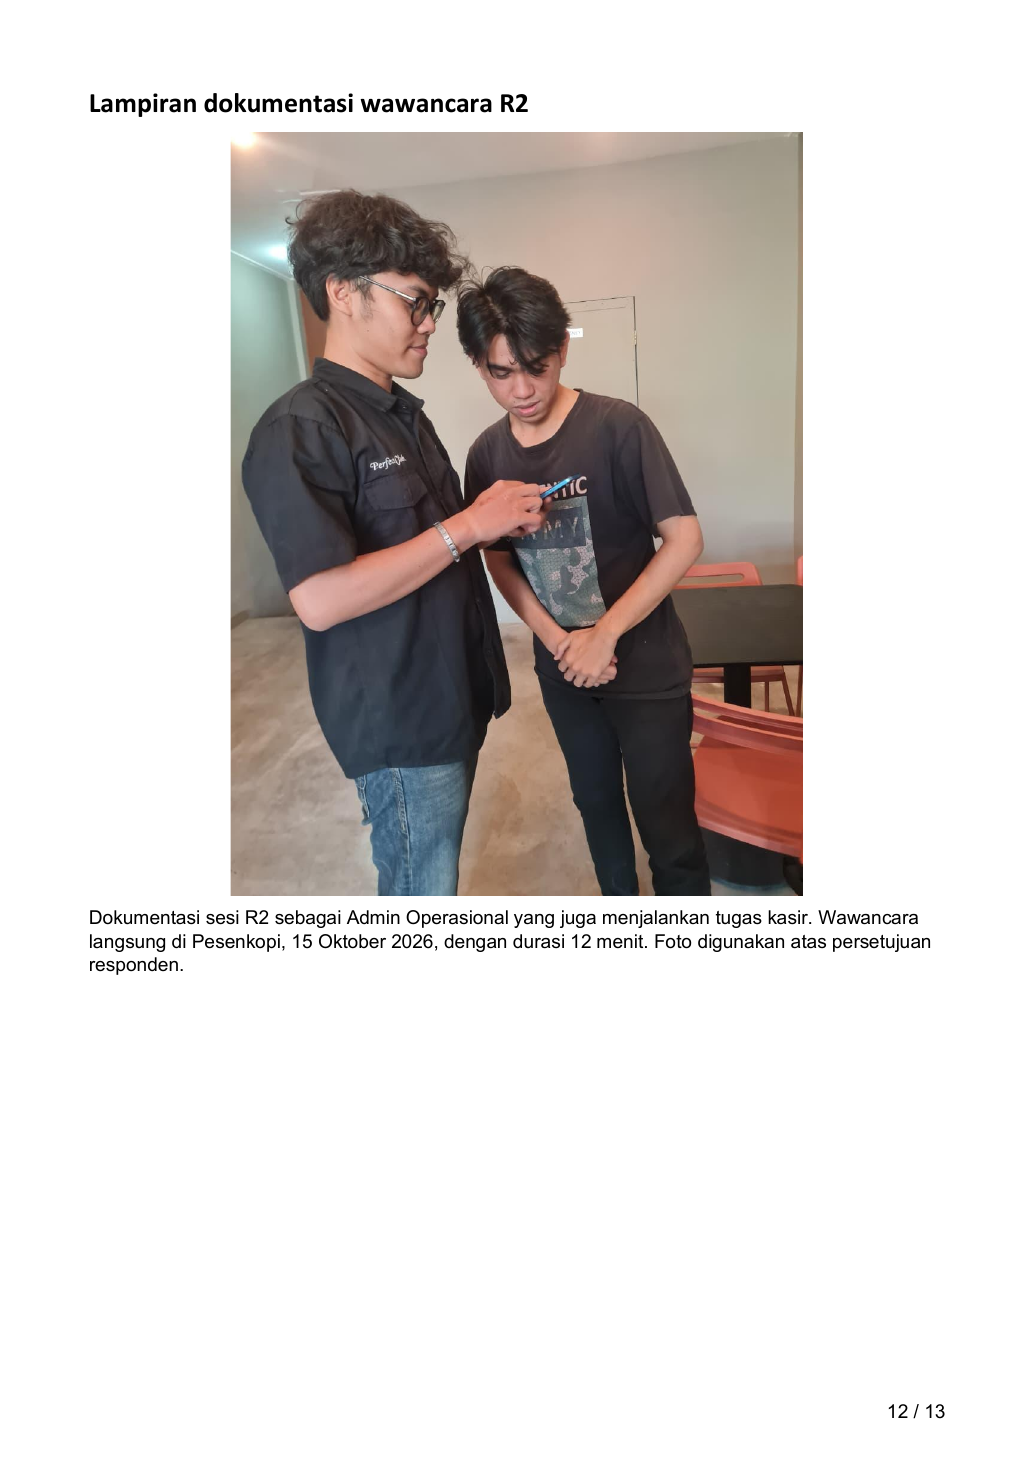 Lampiran dokumentasi wawancara R2
Dokumentasi sesi R2 sebagai Admin Operasional yang juga menjalankan tugas kasir. Wawancara
langsung di Pesenkopi, 15 Oktober 2026, dengan durasi 12 menit. Foto digunakan atas persetujuan
responden.
12 / 13